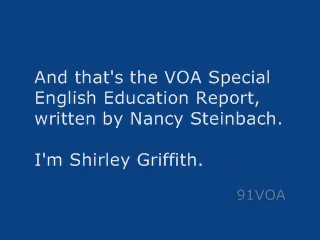 And that's the VOA Special
English Education Report,
written by Nancy Steinbach.
I'm Shirley Griffith.
91VOA